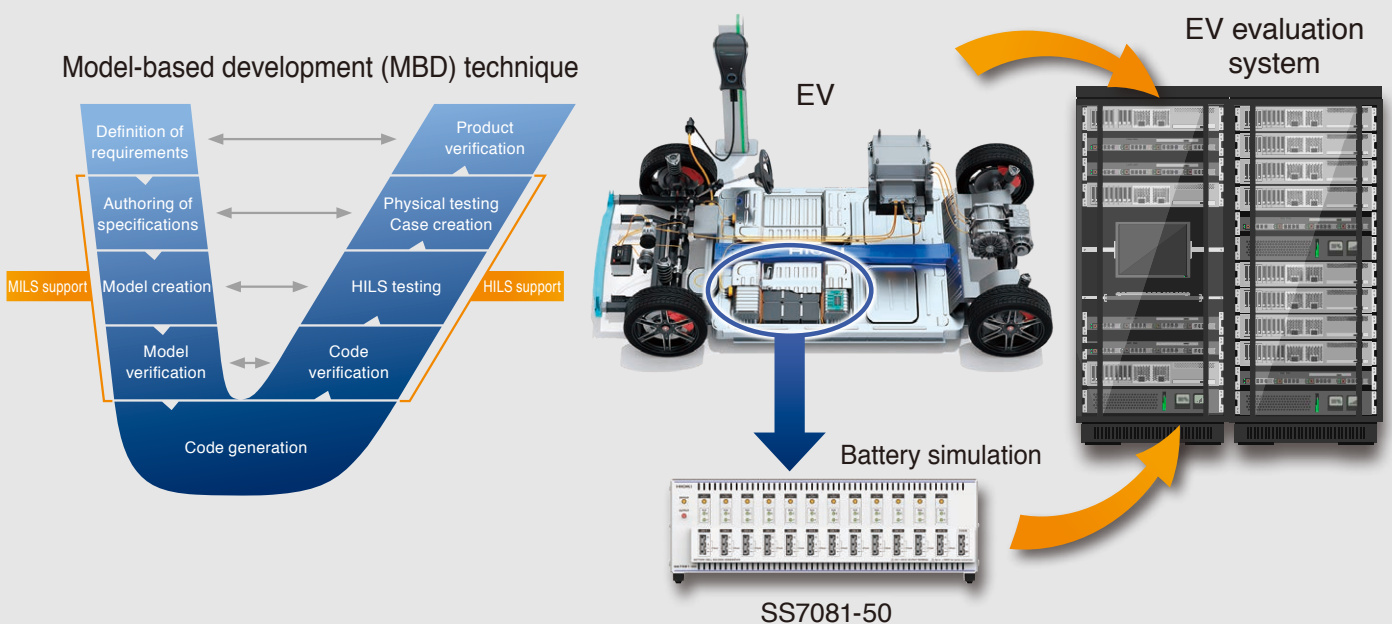 Model-based development (MBD) technique
Definition of
requirements
Product
verification
Authoring of
specifications
Physical testing
Case creation
MILS support
Model creation
HILS testing
HILS support
Model
verification
Code
verification
Code generation
EV
EV evaluation
system
Battery simulation
HIOKI
SS7081-50